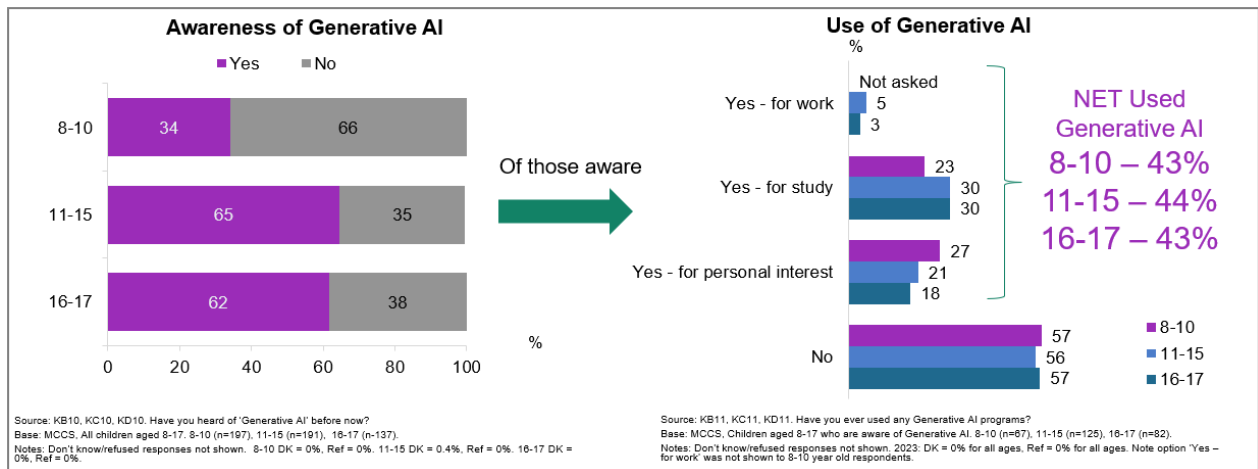 Awareness of Generative AI
Yes No
8-10 34 66
11-15 65 35
16-17 62 38
0 20 40 60 80 100
%
Source: KB10, KC10, KD10. Have you heard of 'Generative AI' before now?
Base: MCCS, All children aged 8-17. 8-10 (n=197), 11-15 (n=191), 16-17 (n-137).
Notes: Don't know/refused responses not shown. 8-10 DK = 0%, Ref = 0%. 11-15 DK = 0.4%, Ref = 0%. 16-17 DK =
0%, Ref = 0%.
Of those aware
Use of Generative AI
%
Not asked
Yes - for work 5
3
23
Yes - for study 30
30
27
Yes - for personal interest 21
18
57
No 56
57
NET Used
Generative AI
8-10 – 43%
11-15 – 44%
16-17 – 43%
8-10
11-15
16-17
Source: KB11, KC11, KD11. Have you ever used any Generative AI programs?
Base: MCCS, Children aged 8-17 who are aware of Generative AI. 8-10 (n=67), 11-15 (n=125), 16-17 (n=82).
Notes: Don't know/refused responses not shown. 2023: DK = 0% for all ages, Ref = 0% for all ages. Note option 'Yes –
for work' was not shown to 8-10 year old respondents.